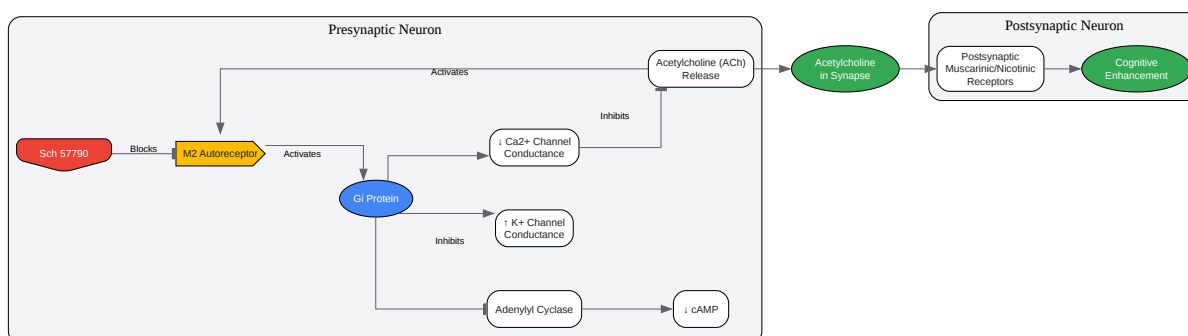 Presynaptic Neuron
Postsynaptic Neuron
Activates
Acetylcholine (ACh)
Release
Acetylcholine
in Synapse
Postsynaptic
Muscarinic/Nicotinic
Receptors
Cognitive
Enhancement
Inhibits
Sch 57790
Blocks
M2 Autoreceptor
Activates
↓ Ca2+ Channel
Conductance
Gi Protein
↑ K+ Channel
Conductance
Inhibits
Adenylyl Cyclase
↓ cAMP